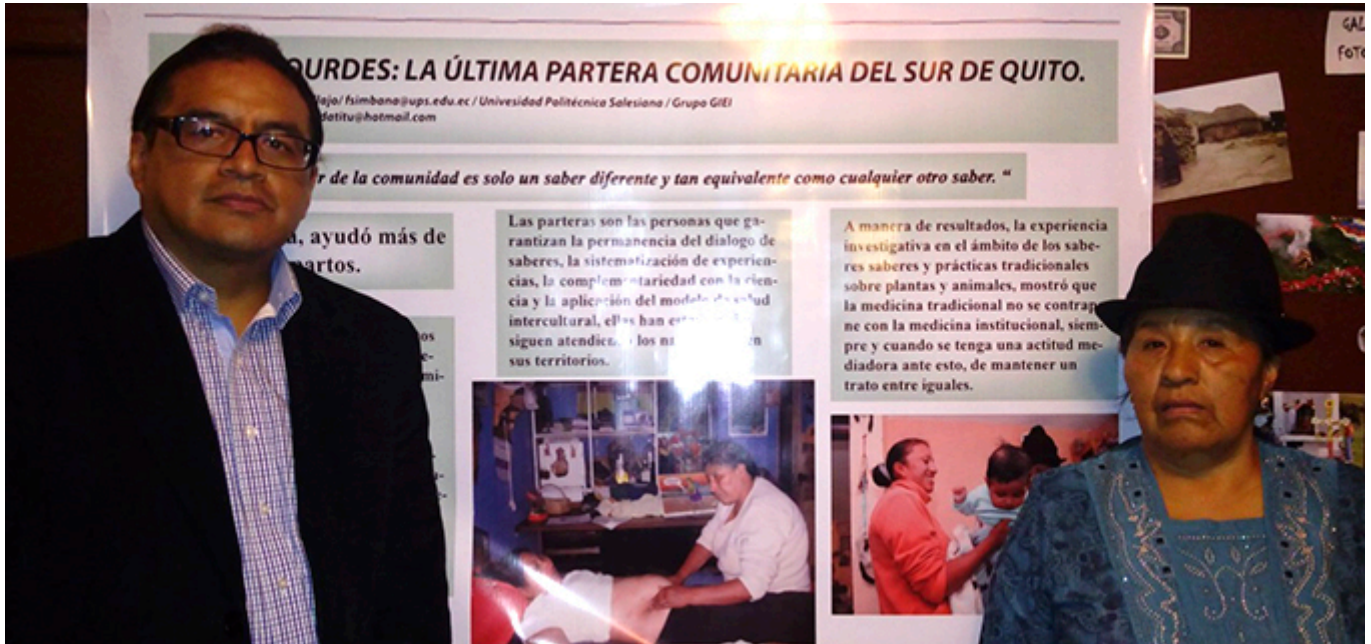 OURDES: LA ÚLTIMA PARTERA COMUNITARIA DEL SUR DE QUITO.
fsimbana@ups.edu.ec / Univesidad Politécnica Salesiana / Grupo GIEI
datitu@hotmail.com
r de la comunidad es solo un saber diferente y tan equivalente como cualquier otro saber. “
ayudó más de
partos.
Las parteras son las personas que ga-
rantizan la permanencia del dialogo de
saberes, la sistematización de experien-
cias, la complementariedad con la cien-
cia y la aplicación del modelo de salud
intercultural, ellas han
siguen atendien los en
sus territorios.
A manera de resultados, la experiencia
investigativa en el ámbito de los sabe-
res saberes y prácticas tradicionales
sobre plantas y animales, mostró que
la medicina tradicional no se contrapo-
ne con la medicina institucional, siem-
pre y cuando se tenga una actitud me-
diadora ante esto, de mantener un
trato entre iguales.
GAL
FOTO